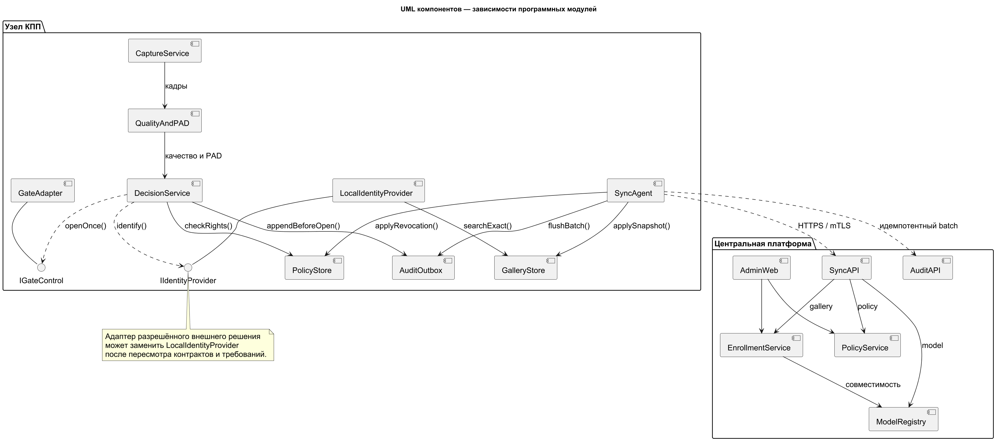 UML компонентов — зависимости программных модулей
Узел КПП
CaptureService
кадры
QualityAndPAD
качество и PAD
GateAdapter
DecisionService
LocalIdentityProvider
SyncAgent
openOnce()
identify()
checkRights()
appendBeforeOpen()
applyRevocation()
searchExact()
flushBatch()
applySnapshot()
HTTPS / mTLS
идемпотентный batch
IGateControl
IIdentityProvider
PolicyStore
AuditOutbox
GalleryStore
Центральная платформа
AdminWeb
SyncAPI
AuditAPI
gallery
policy
model
EnrollmentService
PolicyService
совместимость
ModelRegistry
Адаптер разрешённого внешнего решения
может заменить LocalIdentityProvider
после пересмотра контрактов и требований.